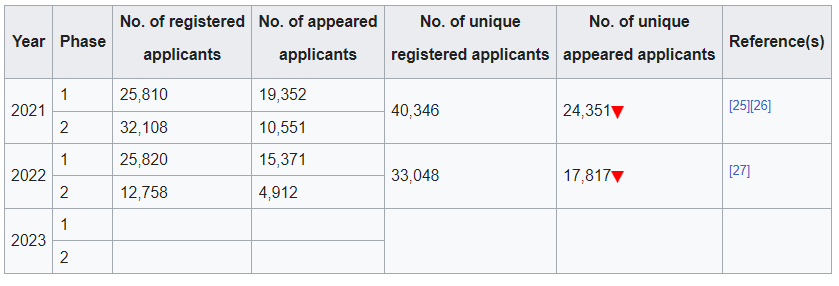 Year Phase No. of registered applicants No. of appeared applicants No. of unique registered applicants No. of unique appeared applicants Reference(s)
2021 1 25,810 19,352 40,346 24,351▼ [25][26]
2 32,108 10,551
2022 1 25,820 15,371 33,048 17,817▼ [27]
2 12,758 4,912
2023 1
2